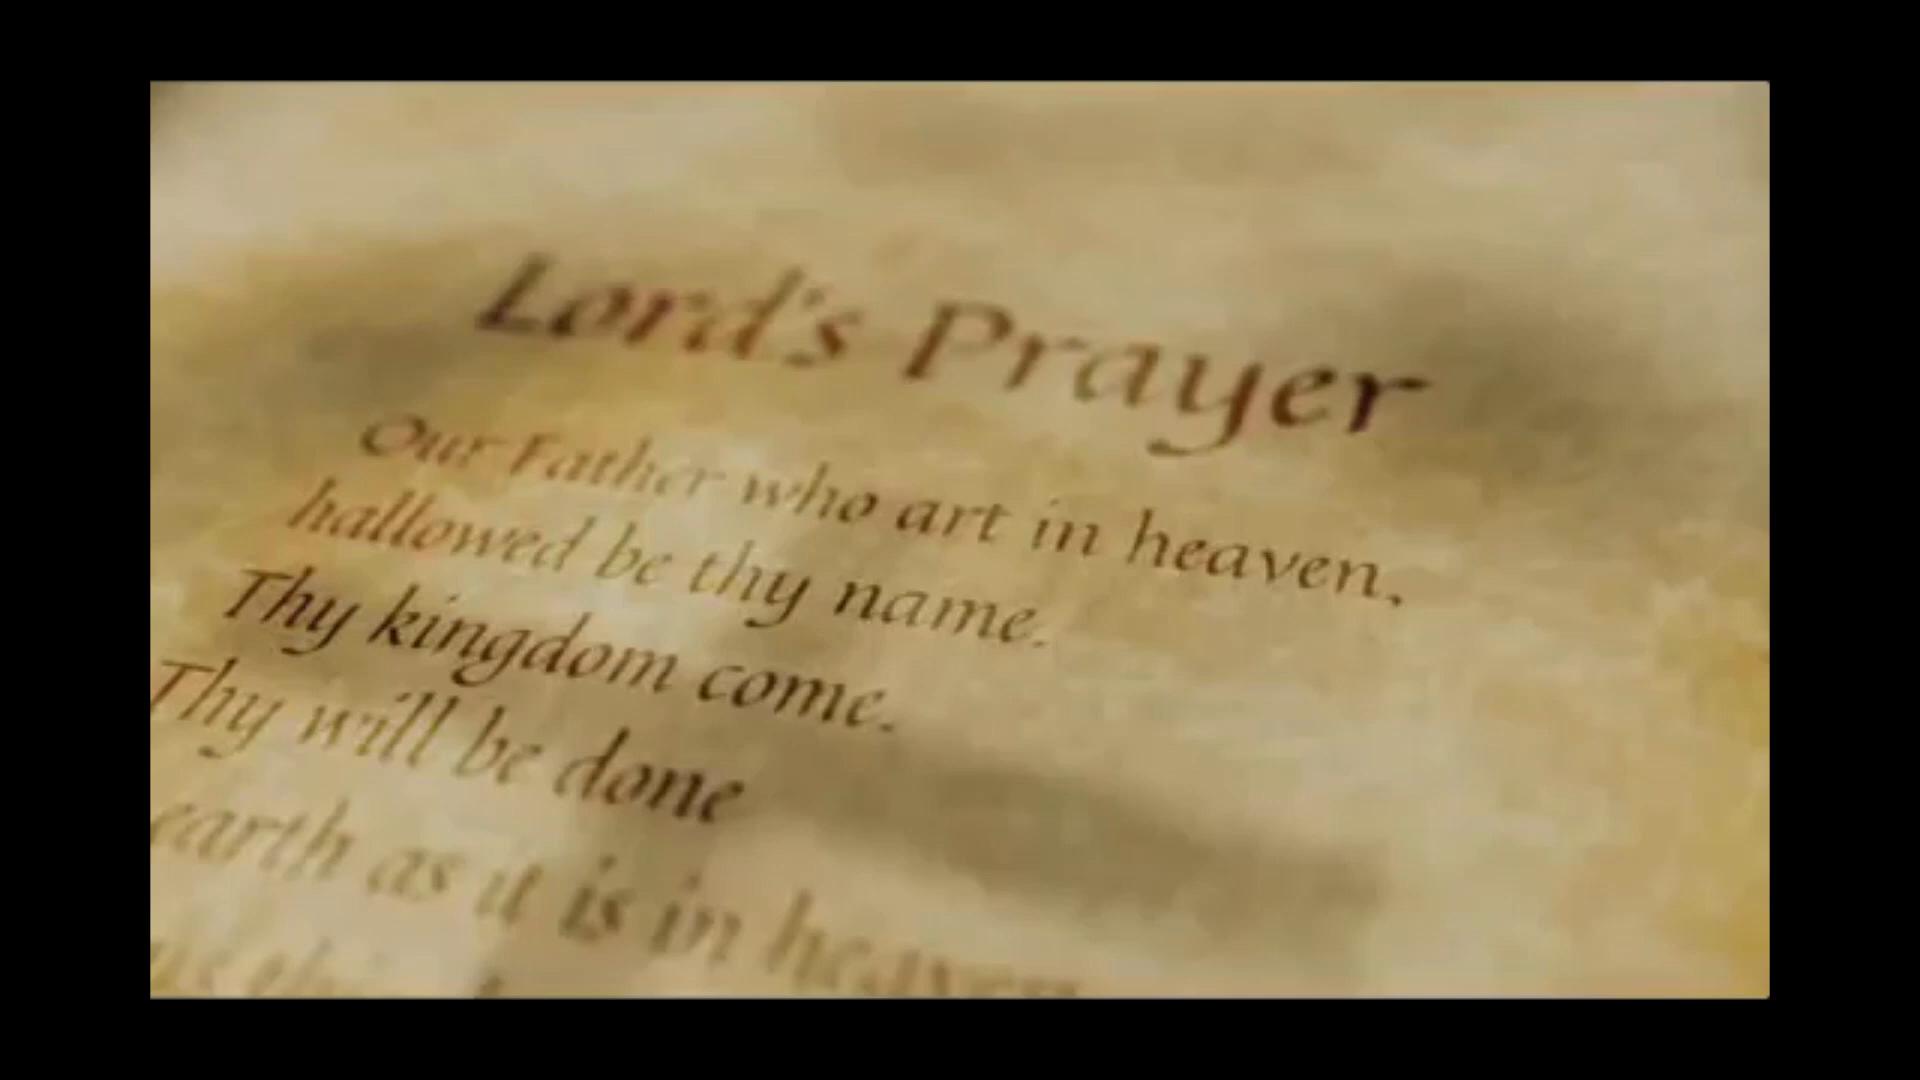 Lord's Prayer
Our Father who art in heaven,
hallowed be thy name.
Thy kingdom come.
Thy will be done
earth as it is in heaven